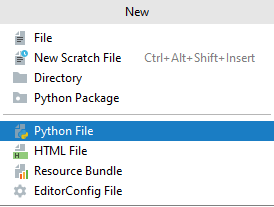 New
File
New Scratch File Ctrl+Alt+Shift+Insert
Directory
Python Package
Python File
HTML File
Resource Bundle
EditorConfig File